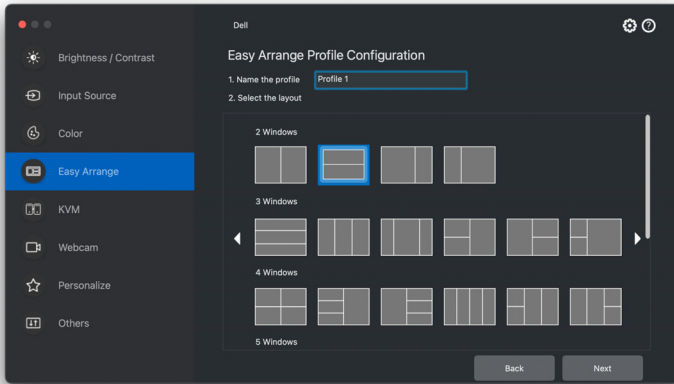 Dell
Brightness / Contrast
Input Source
Color
Easy Arrange
KVM
Webcam
Personalize
Others
Easy Arrange Profile Configuration
1. Name the profile Profile 1
2. Select the layout
2 Windows
3 Windows
4 Windows
5 Windows
Back Next